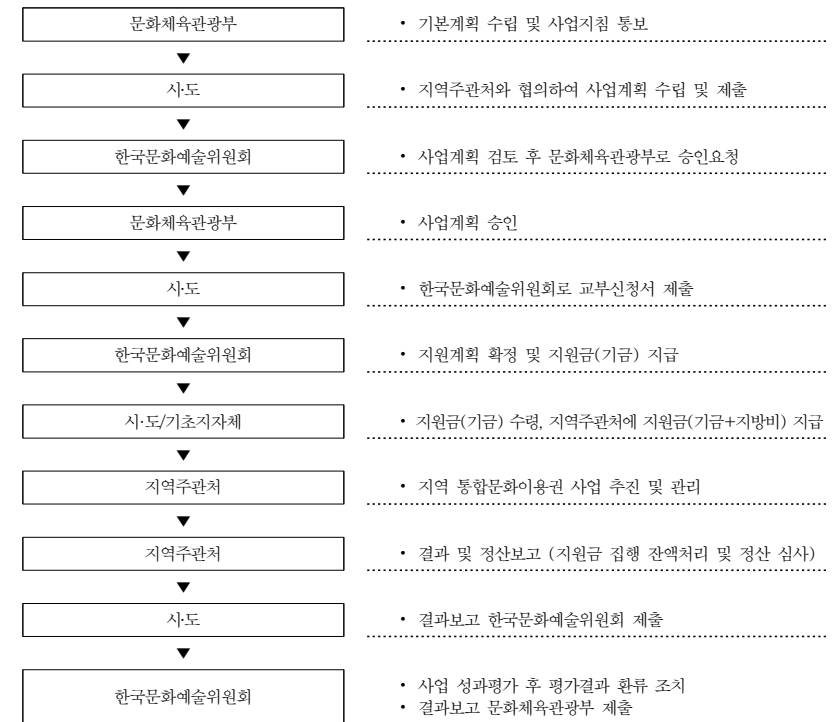 문화체육관광부
• 기본계획 수립 및 사업지침 통보
▼
시·도
• 지역주관처와 협의하여 사업계획 수립 및 제출
▼
한국문화예술위원회
• 사업계획 검토 후 문화체육관광부로 승인요청
▼
문화체육관광부
• 사업계획 승인
▼
시·도
• 한국문화예술위원회로 교부신청서 제출
▼
한국문화예술위원회
• 지원계획 확정 및 지원금(기금) 지급
▼
시·도/기초지자체
• 지원금(기금) 수령, 지역주관처에 지원금(기금+지방비) 지급
▼
지역주관처
• 지역 통합문화이용권 사업 추진 및 관리
▼
지역주관처
• 결과 및 정산보고 (지원금 집행 잔액처리 및 정산 심사)
▼
시·도
• 결과보고 한국문화예술위원회 제출
▼
한국문화예술위원회
• 사업 성과평가 후 평가결과 환류 조치
• 결과보고 문화체육관광부 제출